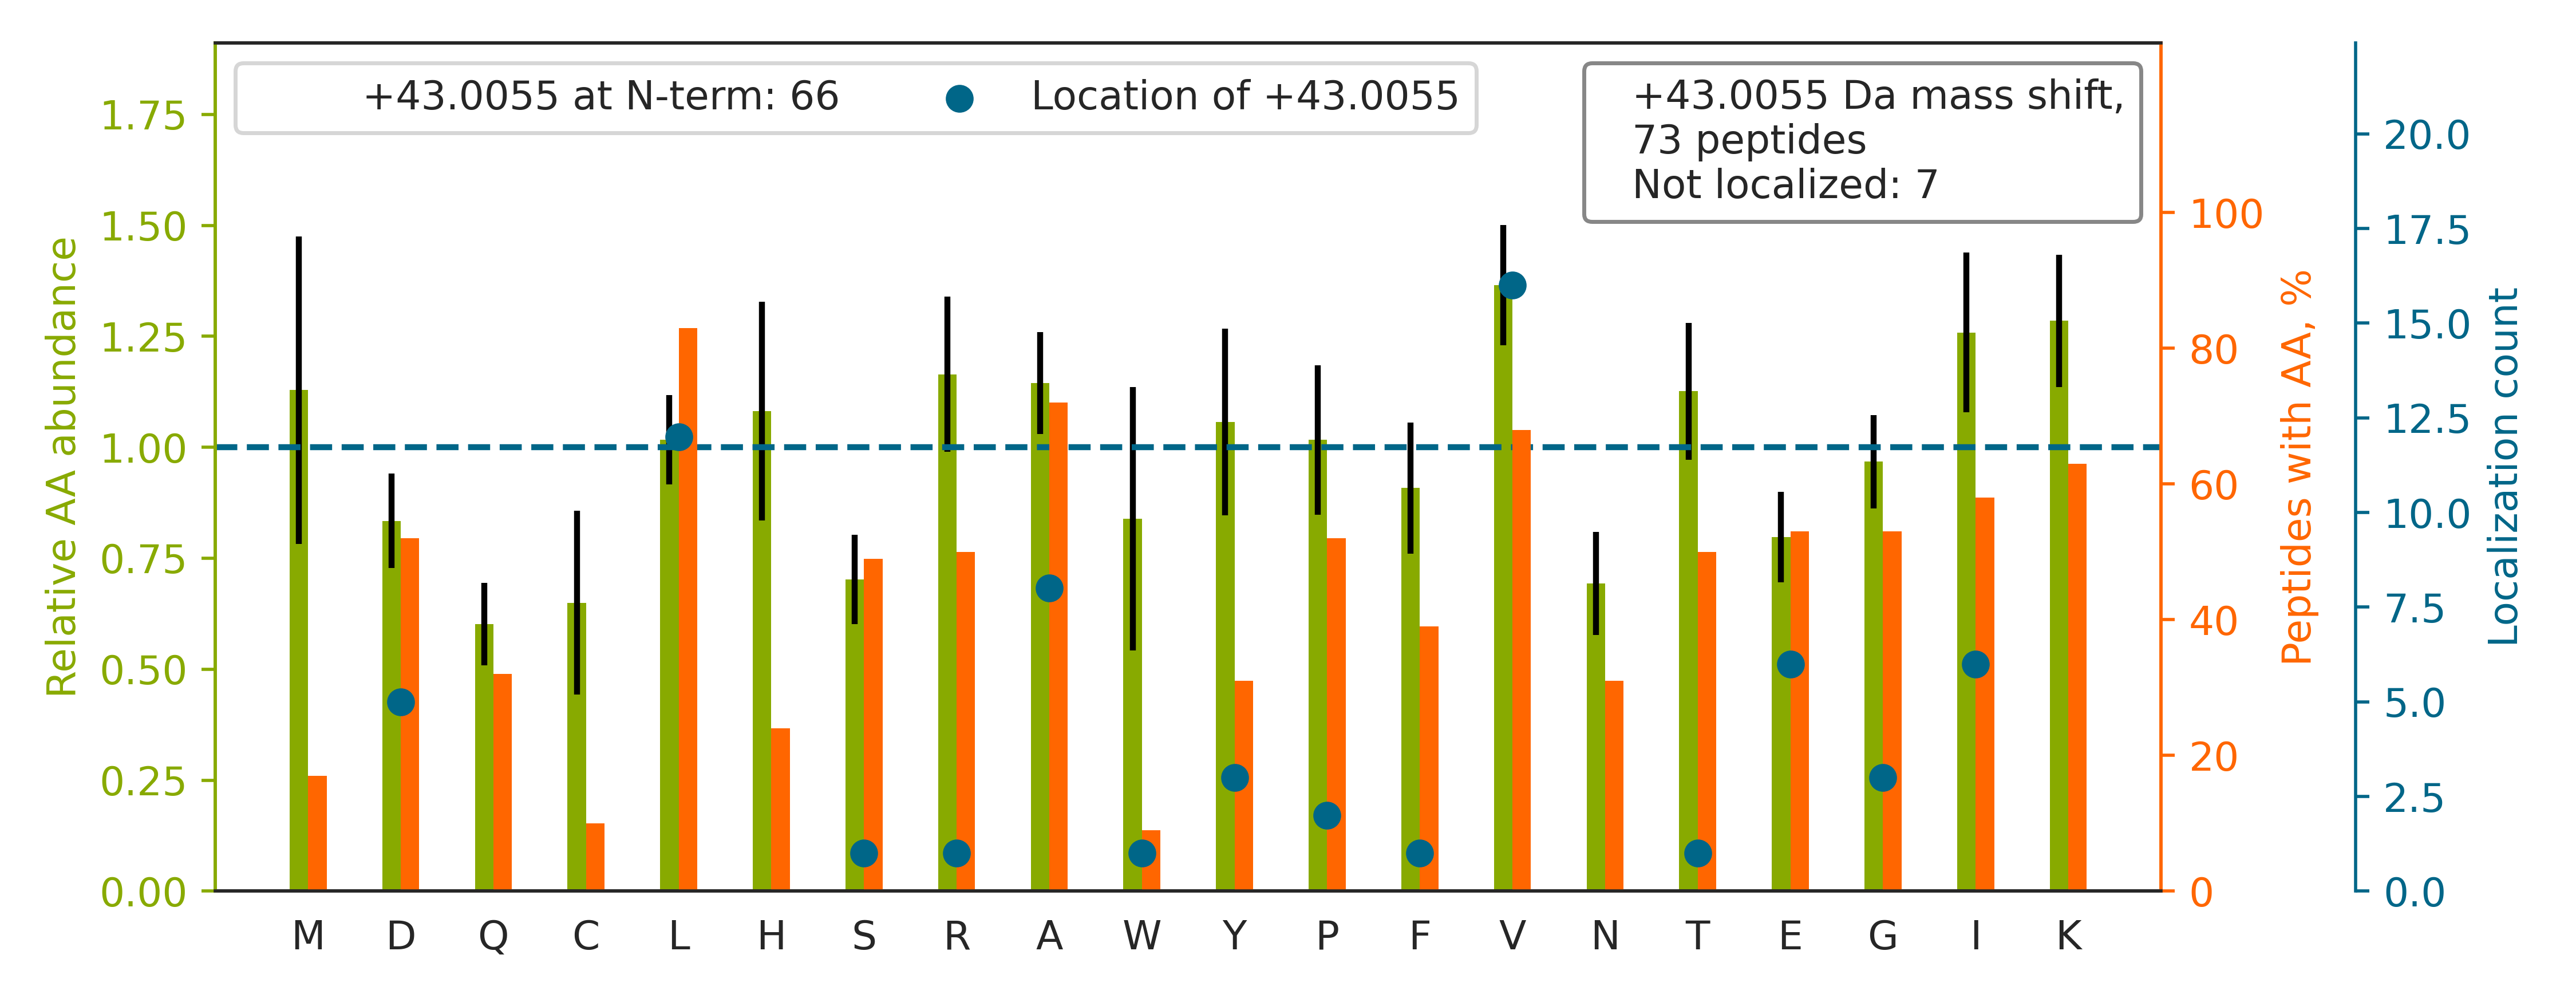 +43.0055 at N-term: 66
Location of +43.0055
+43.0055 Da mass shift,
73 peptides
Not localized: 7
Relative AA abundance
1.75
1.50
1.25
1.00
0.75
0.50
0.25
0.00
M D Q C L H S R A W Y P F V N T E G I K
100
80
60
40
20
0
Peptides with AA, %
20.0
17.5
15.0
12.5
10.0
7.5
5.0
2.5
0.0
Localization count